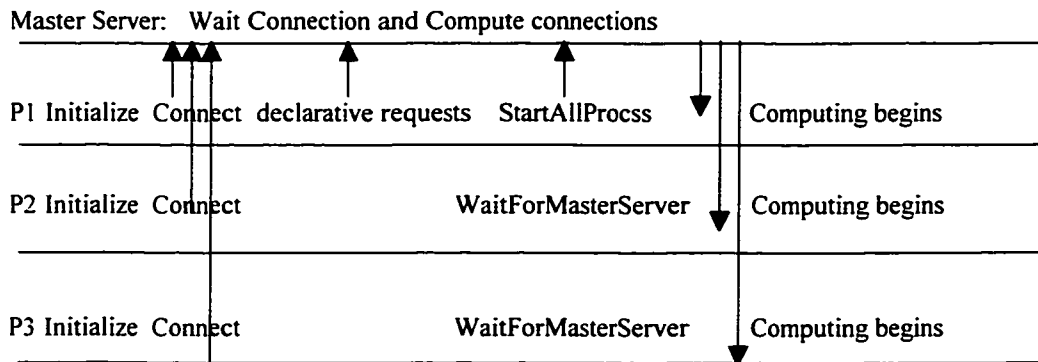 Master Server: Wait Connection and Compute connections
P1 Initialize Connect declarative requests StartAllProcss Computing begins
P2 Initialize Connect WaitForMasterServer Computing begins
P3 Initialize Connect WaitForMasterServer Computing begins